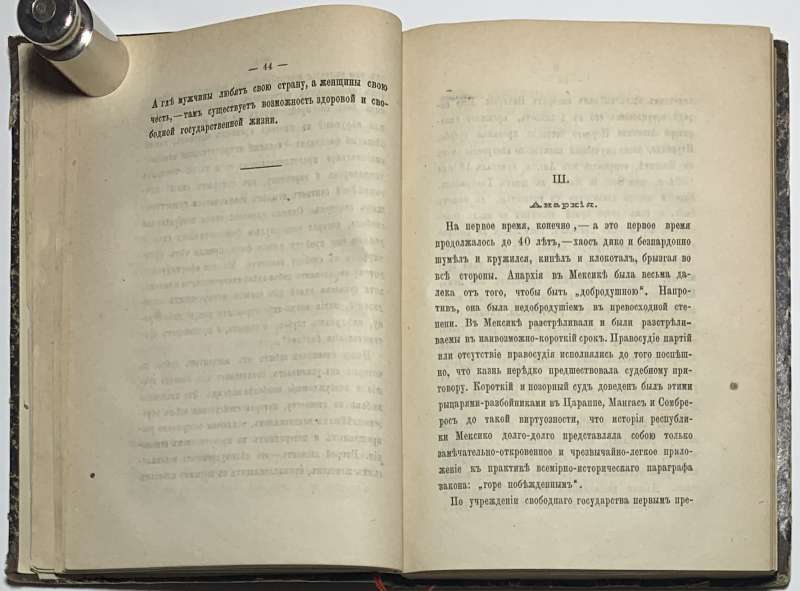 — 44 —
А гдѣ мужчины любятъ свою страну, а женщины свою
честь,—тамъ существуетъ возможность здоровой и сво-
бодной государственной жизни.
III.
Анархія.
На первое время, конечно,— а это первое время
продолжалось до 40 лѣтъ,—хаосъ дико и безпардонно
шумѣлъ и кружился, кипѣлъ и клокоталъ, брызгая во
всѣ стороны. Анархія въ Мексикѣ была весьма да-
лека отъ того, чтобы быть „добродушною“. Напро-
тивъ, она была недобродушіемъ въ превосходной сте-
пени. Въ Мексикѣ разстрѣливали и были разстрѣли-
ваемы въ наивозможно-короткій срокъ. Правосудіе партій
или отсутствіе правосудія исполнялись до того поспѣш-
но, что казнь нерѣдко предшествовала судебному при-
говору. Короткій и позорный судъ доведенъ былъ этими
рыцарями-разбойниками въ Цараппе, Мангасъ и Сомбре-
росъ до такой виртуозности, что исторія республи-
ки Мексико долго-долго представляла собою только
замѣчательно-откровенное и чрезвычайно-легкое прило-
женіе къ практикѣ всемірно-историческаго параграфа
закона: „горе побѣжденнымъ“.
По учрежденіи свободнаго государства первымъ пре-